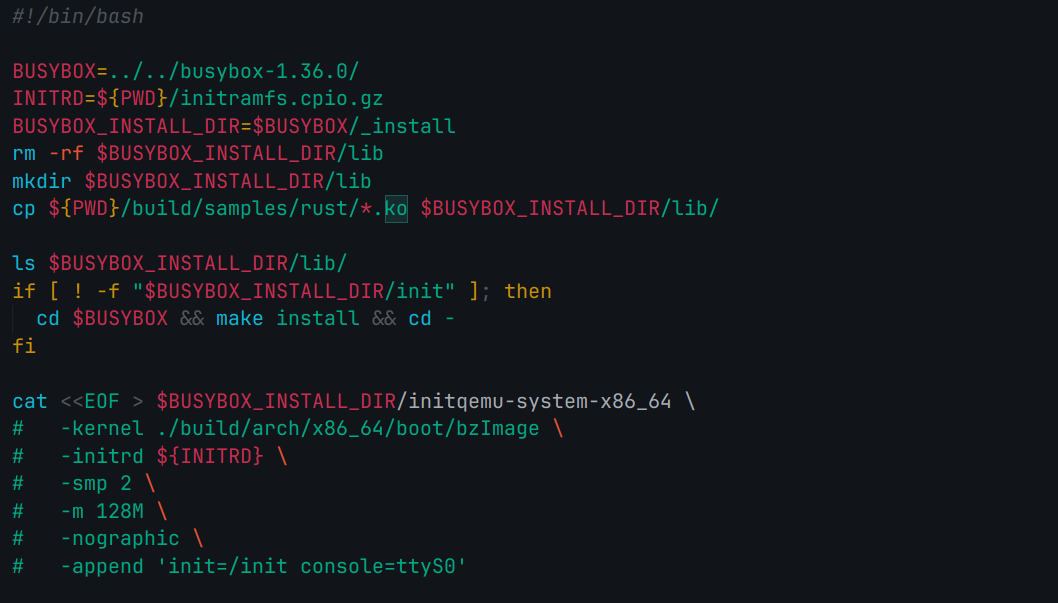 #!/bin/bash
BUSYBOX=../../busybox-1.36.0/
INITRD=${PWD}/initramfs.cpio.gz
BUSYBOX_INSTALL_DIR=$BUSYBOX/_install
rm -rf $BUSYBOX_INSTALL_DIR/lib
mkdir $BUSYBOX_INSTALL_DIR/lib
cp ${PWD}/build/samples/rust/*.ko $BUSYBOX_INSTALL_DIR/lib/
ls $BUSYBOX_INSTALL_DIR/lib/
if [ ! -f "$BUSYBOX_INSTALL_DIR/init" ]; then
  cd $BUSYBOX && make install && cd -
fi
cat <<EOF > $BUSYBOX_INSTALL_DIR/initqemu-system-x86_64 \
#   -kernel ./build/arch/x86_64/boot/bzImage \
#   -initrd ${INITRD} \
#   -smp 2 \
#   -m 128M \
#   -nographic \
#   -append 'init=/init console=ttyS0'